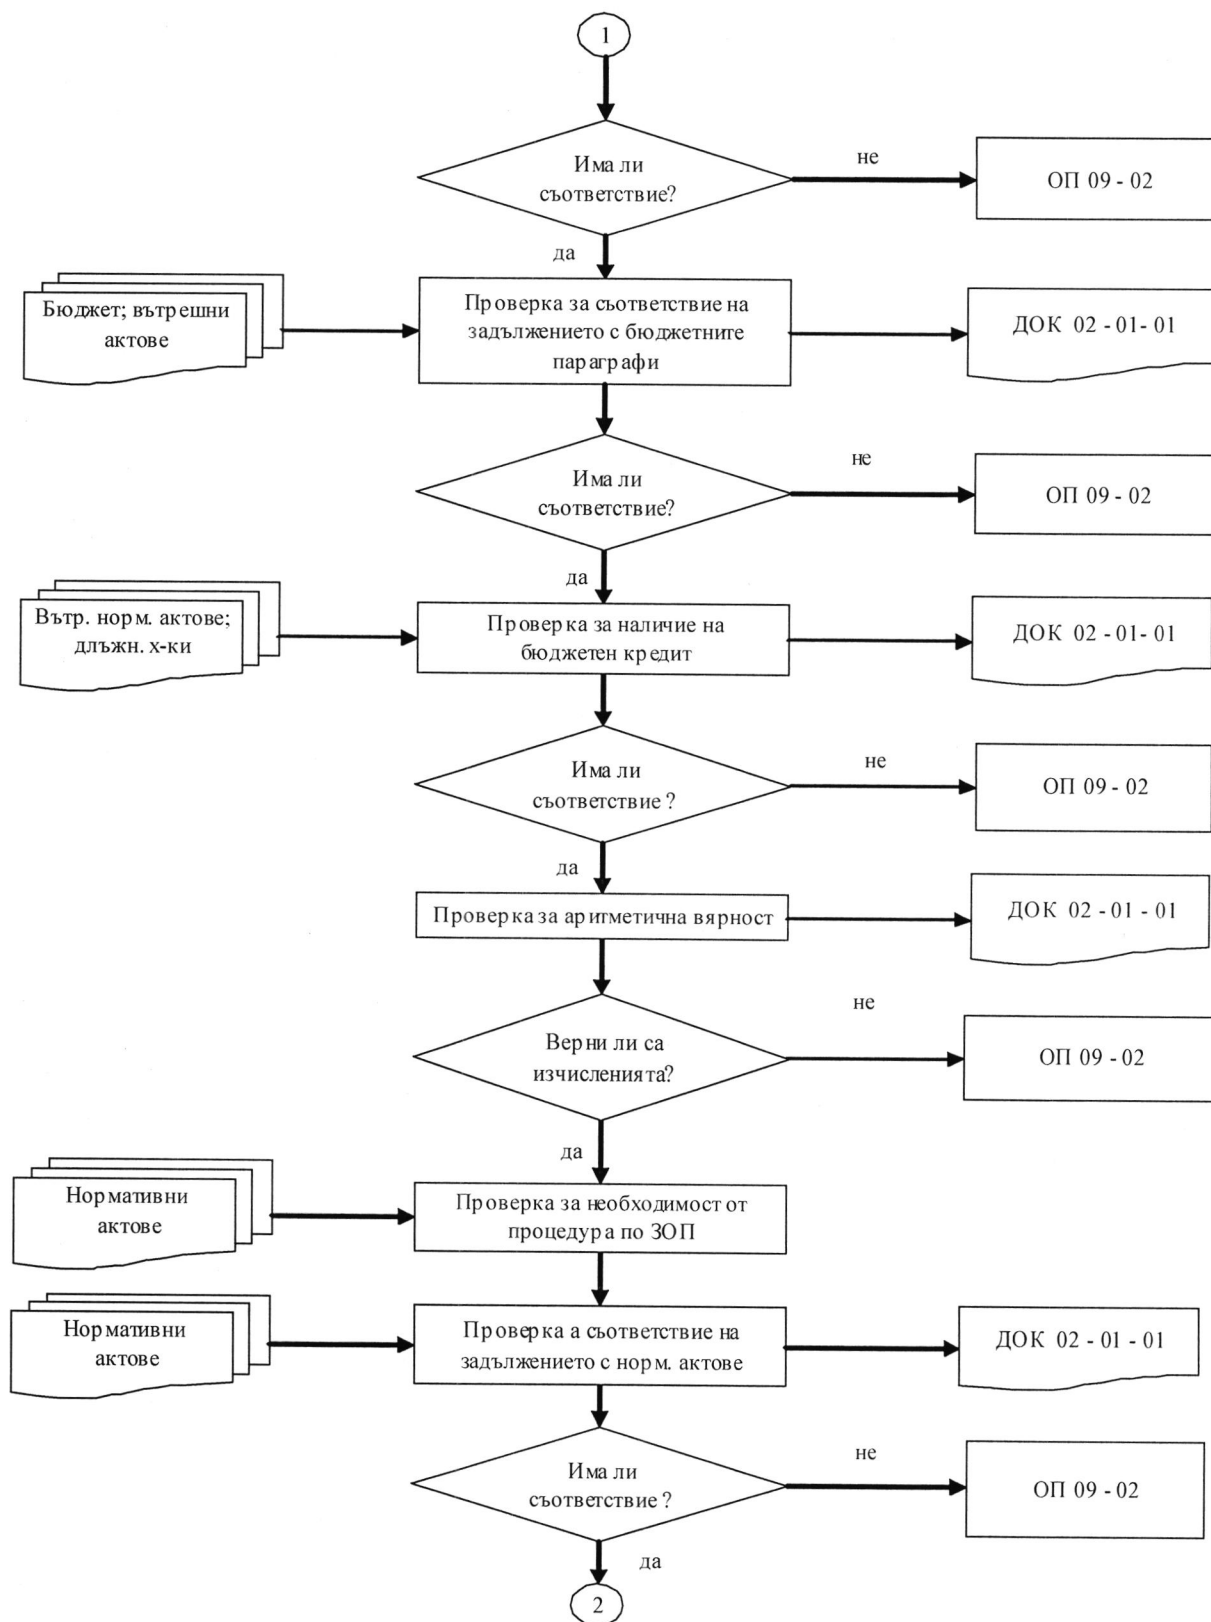 1
Има ли
съответствие?
не
ОП 09 - 02
да
Бюджет; вътрешни
актове
Проверка за съответствие на
задължението с бюджетните
параграфи
ДОК 02 - 01- 01
Има ли
съответствие?
не
ОП 09 - 02
да
Вътр. норм. актове;
длъжн. х-ки
Проверка за наличие на
бюджетен кредит
ДОК 02 - 01- 01
Има ли
съответствие ?
не
ОП 09 - 02
да
Проверка за аритметична вярност
ДОК 02 - 01 - 01
Верни ли са
изчисленията?
не
ОП 09 - 02
да
Нормативни
актове
Проверка за необходимост от
процедура по ЗОП
Нормативни
актове
Проверка а съответствие на
задължението с норм. актове
ДОК 02 - 01 - 01
Има ли
съответствие ?
не
ОП 09 - 02
да
2